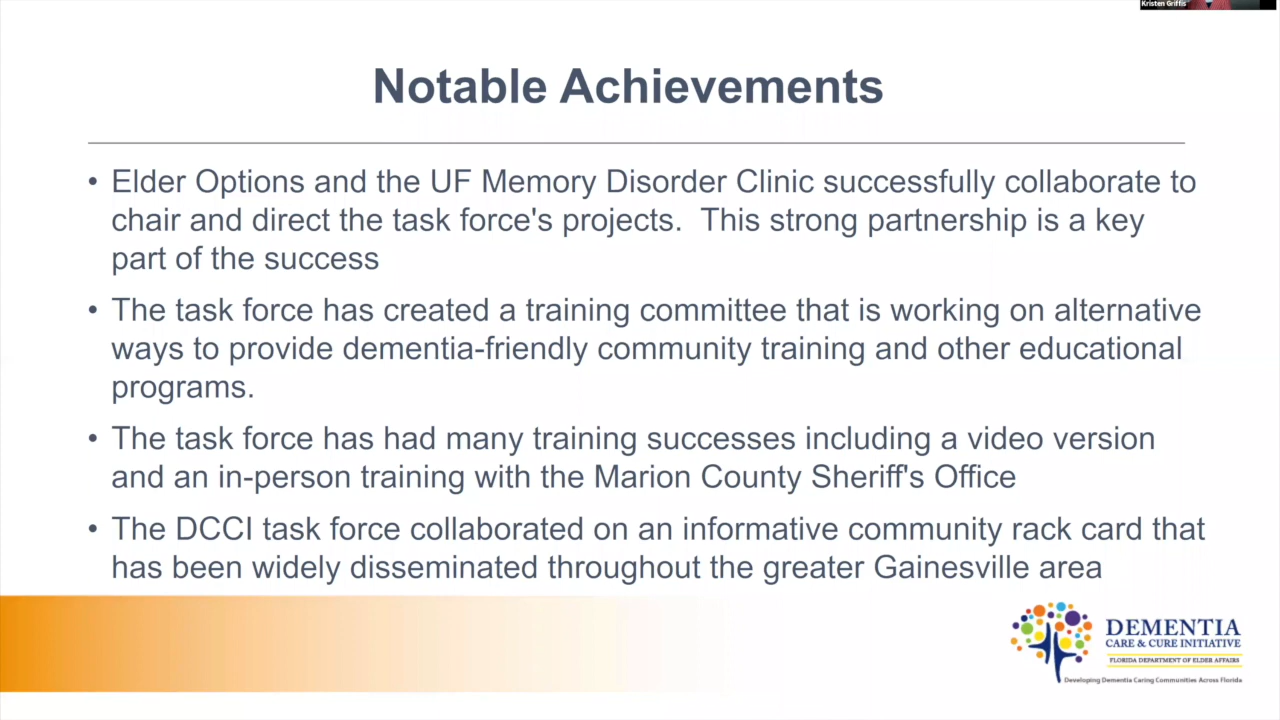 Kristen Griffis
Notable Achievements
• Elder Options and the UF Memory Disorder Clinic successfully collaborate to
chair and direct the task force's projects.  This strong partnership is a key
part of the success
• The task force has created a training committee that is working on alternative
ways to provide dementia-friendly community training and other educational
programs.
• The task force has had many training successes including a video version
and an in-person training with the Marion County Sheriff's Office
• The DCCI task force collaborated on an informative community rack card that
has been widely disseminated throughout the greater Gainesville area
DEMENTIA
CARE & CURE INITIATIVE
FLORIDA DEPARTMENT OF ELDER AFFAIRS
Developing Dementia Caring Communities Across Florida